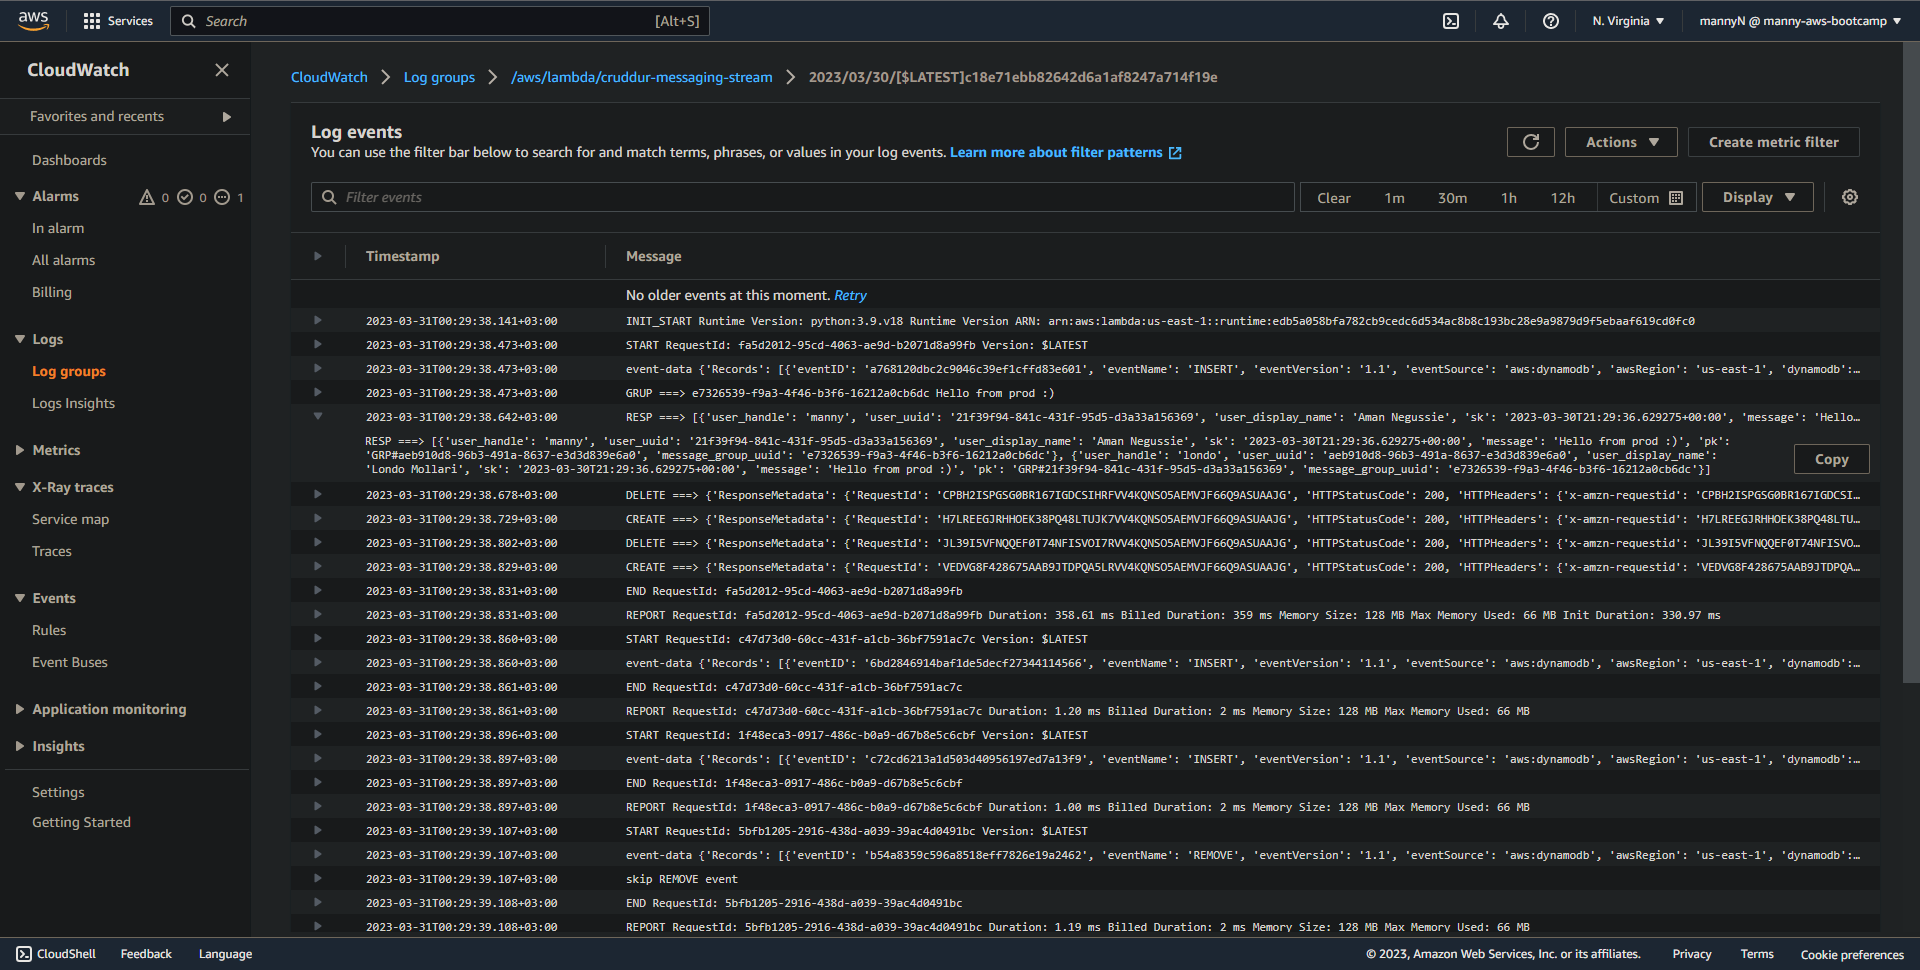 aws Services Search [Alt+S] N. Virginia mannyN @ manny-aws-bootcamp
CloudWatch
Favorites and recents
Dashboards
Alarms 0 0 1
In alarm
All alarms
Billing
Logs
Log groups
Logs Insights
Metrics
X-Ray traces
Service map
Traces
Events
Rules
Event Buses
Application monitoring
Insights
Settings
Getting Started
CloudWatch Log groups /aws/lambda/cruddur-messaging-stream 2023/03/30/[$LATEST]c18e71ebb82642d6a1af8247a714f19e
Log events
You can use the filter bar below to search for and match terms, phrases, or values in your log events. Learn more about filter patterns
Actions Create metric filter
Filter events Clear 1m 30m 1h 12h Custom Display
Timestamp Message
No older events at this moment. Retry
2023-03-31T00:29:38.141+03:00 INIT_START Runtime Version: python:3.9.v18 Runtime Version ARN: arn:aws:lambda:us-east-1::runtime:edb5a058bfa782cb9cedc6d534ac8b8c193bc28e9a9879d9f5ebaaf619cd0fc0
2023-03-31T00:29:38.473+03:00 START RequestId: fa5d2012-95cd-4063-ae9d-b2071d8a99fb Version: $LATEST
2023-03-31T00:29:38.473+03:00 event-data {'Records': [{'eventID': 'a768120dbc2c9046c39ef1cffd83e601', 'eventName': 'INSERT', 'eventVersion': '1.1', 'eventSource': 'aws:dynamodb', 'awsRegion': 'us-east-1', 'dynamodb':…
2023-03-31T00:29:38.473+03:00 GRUP ===> e7326539-f9a3-4f46-b3f6-16212a0cb6dc Hello from prod :)
2023-03-31T00:29:38.642+03:00 RESP ===> [{'user_handle': 'manny', 'user_uuid': '21f39f94-841c-431f-95d5-d3a33a156369', 'user_display_name': 'Aman Negussie', 'sk': '2023-03-30T21:29:36.629275+00:00', 'message': 'Hello…
RESP ===> [{'user_handle': 'manny', 'user_uuid': '21f39f94-841c-431f-95d5-d3a33a156369', 'user_display_name': 'Aman Negussie', 'sk': '2023-03-30T21:29:36.629275+00:00', 'message': 'Hello from prod :)', 'pk':
'GRP#aeb910d8-96b3-491a-8637-e3d3d839e6a0', 'message_group_uuid': 'e7326539-f9a3-4f46-b3f6-16212a0cb6dc'}, {'user_handle': 'londo', 'user_uuid': 'aeb910d8-96b3-491a-8637-e3d3d839e6a0', 'user_display_name':
'Londo Mollari', 'sk': '2023-03-30T21:29:36.629275+00:00', 'message': 'Hello from prod :)', 'pk': 'GRP#21f39f94-841c-431f-95d5-d3a33a156369', 'message_group_uuid': 'e7326539-f9a3-4f46-b3f6-16212a0cb6dc'}]
Copy
2023-03-31T00:29:38.678+03:00 DELETE ===> {'ResponseMetadata': {'RequestId': 'CPBH2ISPGSG0BR167IGDCSIHRFVV4KQNSO5AEMVJF66Q9ASUAAJG', 'HTTPStatusCode': 200, 'HTTPHeaders': {'x-amzn-requestid': 'CPBH2ISPGSG0BR167IGDCSI…
2023-03-31T00:29:38.729+03:00 CREATE ===> {'ResponseMetadata': {'RequestId': 'H7LREEGJRHHOEK38PQ48LTUJK7VV4KQNSO5AEMVJF66Q9ASUAAJG', 'HTTPStatusCode': 200, 'HTTPHeaders': {'x-amzn-requestid': 'H7LREEGJRHHOEK38PQ48LTU…
2023-03-31T00:29:38.802+03:00 DELETE ===> {'ResponseMetadata': {'RequestId': 'JL39I5VFNQQEF0T74NFISVOI7RVV4KQNSO5AEMVJF66Q9ASUAAJG', 'HTTPStatusCode': 200, 'HTTPHeaders': {'x-amzn-requestid': 'JL39I5VFNQQEF0T74NFISVO…
2023-03-31T00:29:38.829+03:00 CREATE ===> {'ResponseMetadata': {'RequestId': 'VEDVG8F428675AAB9JTDPQA5LRVV4KQNSO5AEMVJF66Q9ASUAAJG', 'HTTPStatusCode': 200, 'HTTPHeaders': {'x-amzn-requestid': 'VEDVG8F428675AAB9JTDPQA…
2023-03-31T00:29:38.831+03:00 END RequestId: fa5d2012-95cd-4063-ae9d-b2071d8a99fb
2023-03-31T00:29:38.831+03:00 REPORT RequestId: fa5d2012-95cd-4063-ae9d-b2071d8a99fb Duration: 358.61 ms Billed Duration: 359 ms Memory Size: 128 MB Max Memory Used: 66 MB Init Duration: 330.97 ms
2023-03-31T00:29:38.860+03:00 START RequestId: c47d73d0-60cc-431f-a1cb-36bf7591ac7c Version: $LATEST
2023-03-31T00:29:38.860+03:00 event-data {'Records': [{'eventID': '6bd2846914baf1de5decf27344114566', 'eventName': 'INSERT', 'eventVersion': '1.1', 'eventSource': 'aws:dynamodb', 'awsRegion': 'us-east-1', 'dynamodb':…
2023-03-31T00:29:38.861+03:00 END RequestId: c47d73d0-60cc-431f-a1cb-36bf7591ac7c
2023-03-31T00:29:38.861+03:00 REPORT RequestId: c47d73d0-60cc-431f-a1cb-36bf7591ac7c Duration: 1.20 ms Billed Duration: 2 ms Memory Size: 128 MB Max Memory Used: 66 MB
2023-03-31T00:29:38.896+03:00 START RequestId: 1f48eca3-0917-486c-b0a9-d67b8e5c6cbf Version: $LATEST
2023-03-31T00:29:38.897+03:00 event-data {'Records': [{'eventID': 'c72cd6213a1d503d40956197ed7a13f9', 'eventName': 'INSERT', 'eventVersion': '1.1', 'eventSource': 'aws:dynamodb', 'awsRegion': 'us-east-1', 'dynamodb':…
2023-03-31T00:29:38.897+03:00 END RequestId: 1f48eca3-0917-486c-b0a9-d67b8e5c6cbf
2023-03-31T00:29:38.897+03:00 REPORT RequestId: 1f48eca3-0917-486c-b0a9-d67b8e5c6cbf Duration: 1.00 ms Billed Duration: 2 ms Memory Size: 128 MB Max Memory Used: 66 MB
2023-03-31T00:29:39.107+03:00 START RequestId: 5bfb1205-2916-438d-a039-39ac4d0491bc Version: $LATEST
2023-03-31T00:29:39.107+03:00 event-data {'Records': [{'eventID': 'b54a8359c596a8518eff7826e19a2462', 'eventName': 'REMOVE', 'eventVersion': '1.1', 'eventSource': 'aws:dynamodb', 'awsRegion': 'us-east-1', 'dynamodb':…
2023-03-31T00:29:39.107+03:00 skip REMOVE event
2023-03-31T00:29:39.108+03:00 END RequestId: 5bfb1205-2916-438d-a039-39ac4d0491bc
2023-03-31T00:29:39.108+03:00 REPORT RequestId: 5bfb1205-2916-438d-a039-39ac4d0491bc Duration: 1.19 ms Billed Duration: 2 ms Memory Size: 128 MB Max Memory Used: 66 MB
CloudShell Feedback Language © 2023, Amazon Web Services, Inc. or its affiliates. Privacy Terms Cookie preferences